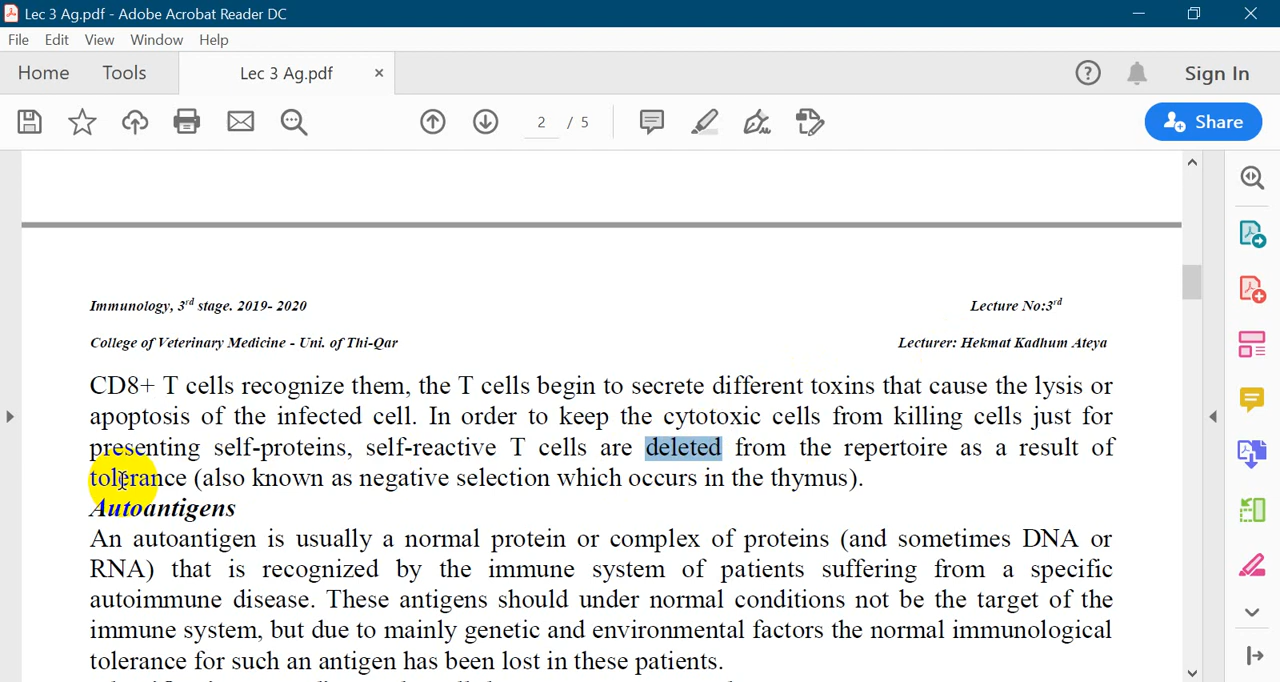 Lec 3 Ag.pdf - Adobe Acrobat Reader DC
File Edit View Window Help
Home Tools Lec 3 Ag.pdf × Sign In
2 / 5 Share
Immunology, 3rd stage. 2019- 2020 Lecture No:3rd
College of Veterinary Medicine - Uni. of Thi-Qar Lecturer: Hekmat Kadhum Ateya
CD8+ T cells recognize them, the T cells begin to secrete different toxins that cause the lysis or
apoptosis of the infected cell. In order to keep the cytotoxic cells from killing cells just for
presenting self-proteins, self-reactive T cells are deleted from the repertoire as a result of
tolerance (also known as negative selection which occurs in the thymus).
Autoantigens
An autoantigen is usually a normal protein or complex of proteins (and sometimes DNA or
RNA) that is recognized by the immune system of patients suffering from a specific
autoimmune disease. These antigens should under normal conditions not be the target of the
immune system, but due to mainly genetic and environmental factors the normal immunological
tolerance for such an antigen has been lost in these patients.